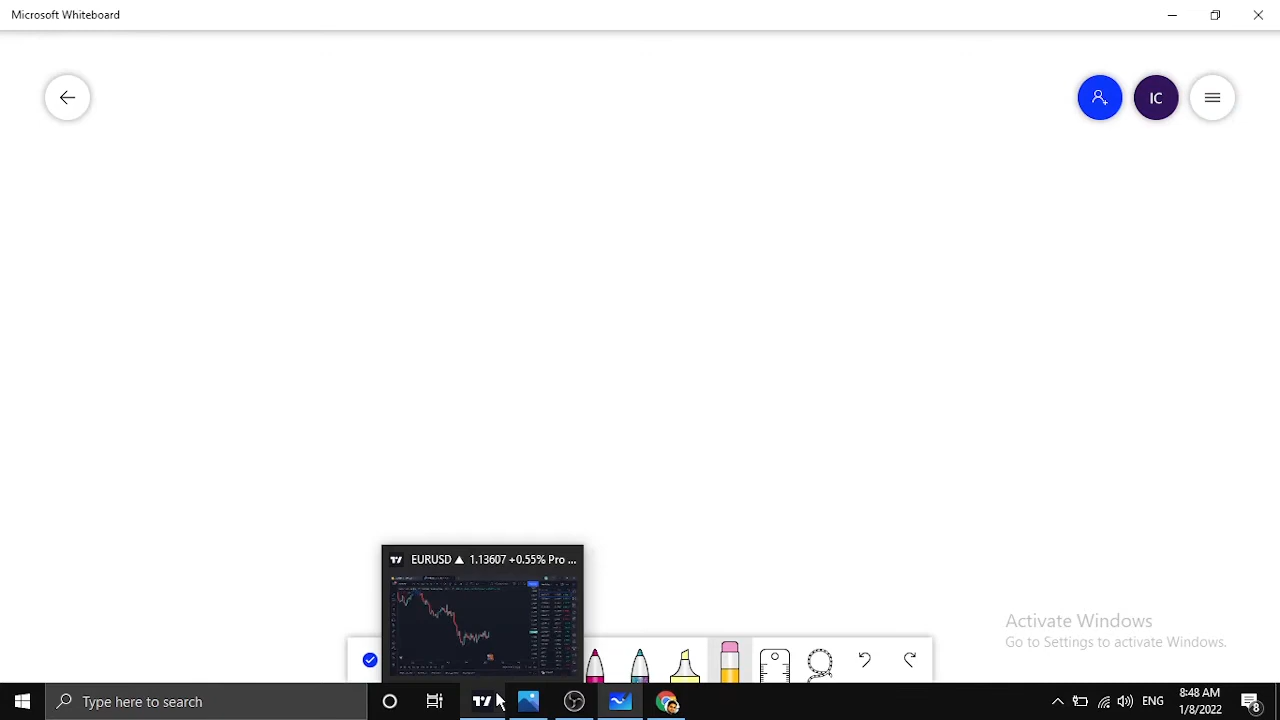 Microsoft Whiteboard
IC
EURUSD ▲ 1.13607 +0.55% Pro ...
Activate Windows
Go to Settings to activate Windows.
Type here to search
ENG
8:48 AM
1/8/2022
8